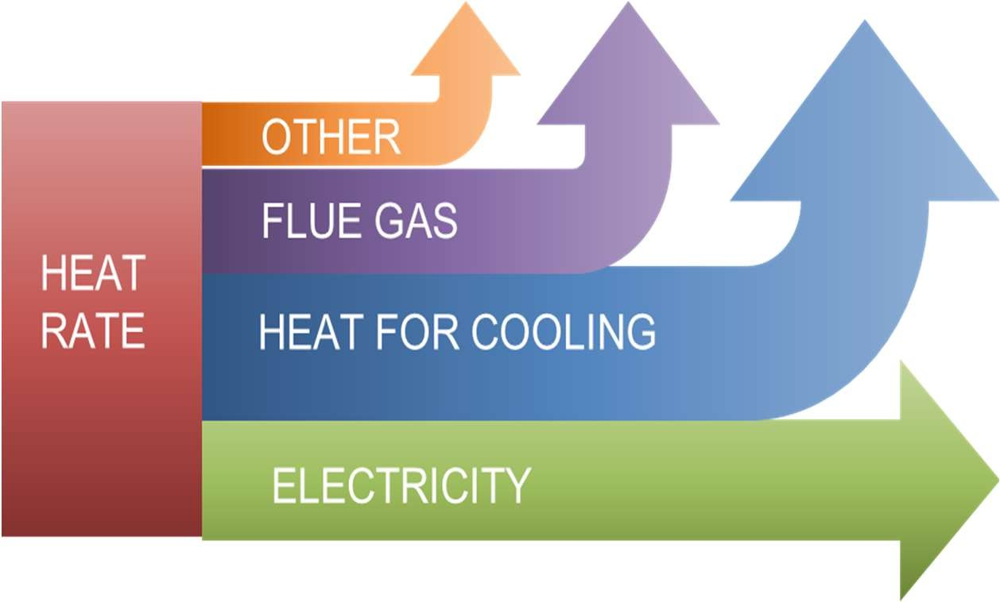 OTHER
FLUE GAS
HEAT
RATE
HEAT FOR COOLING
ELECTRICITY